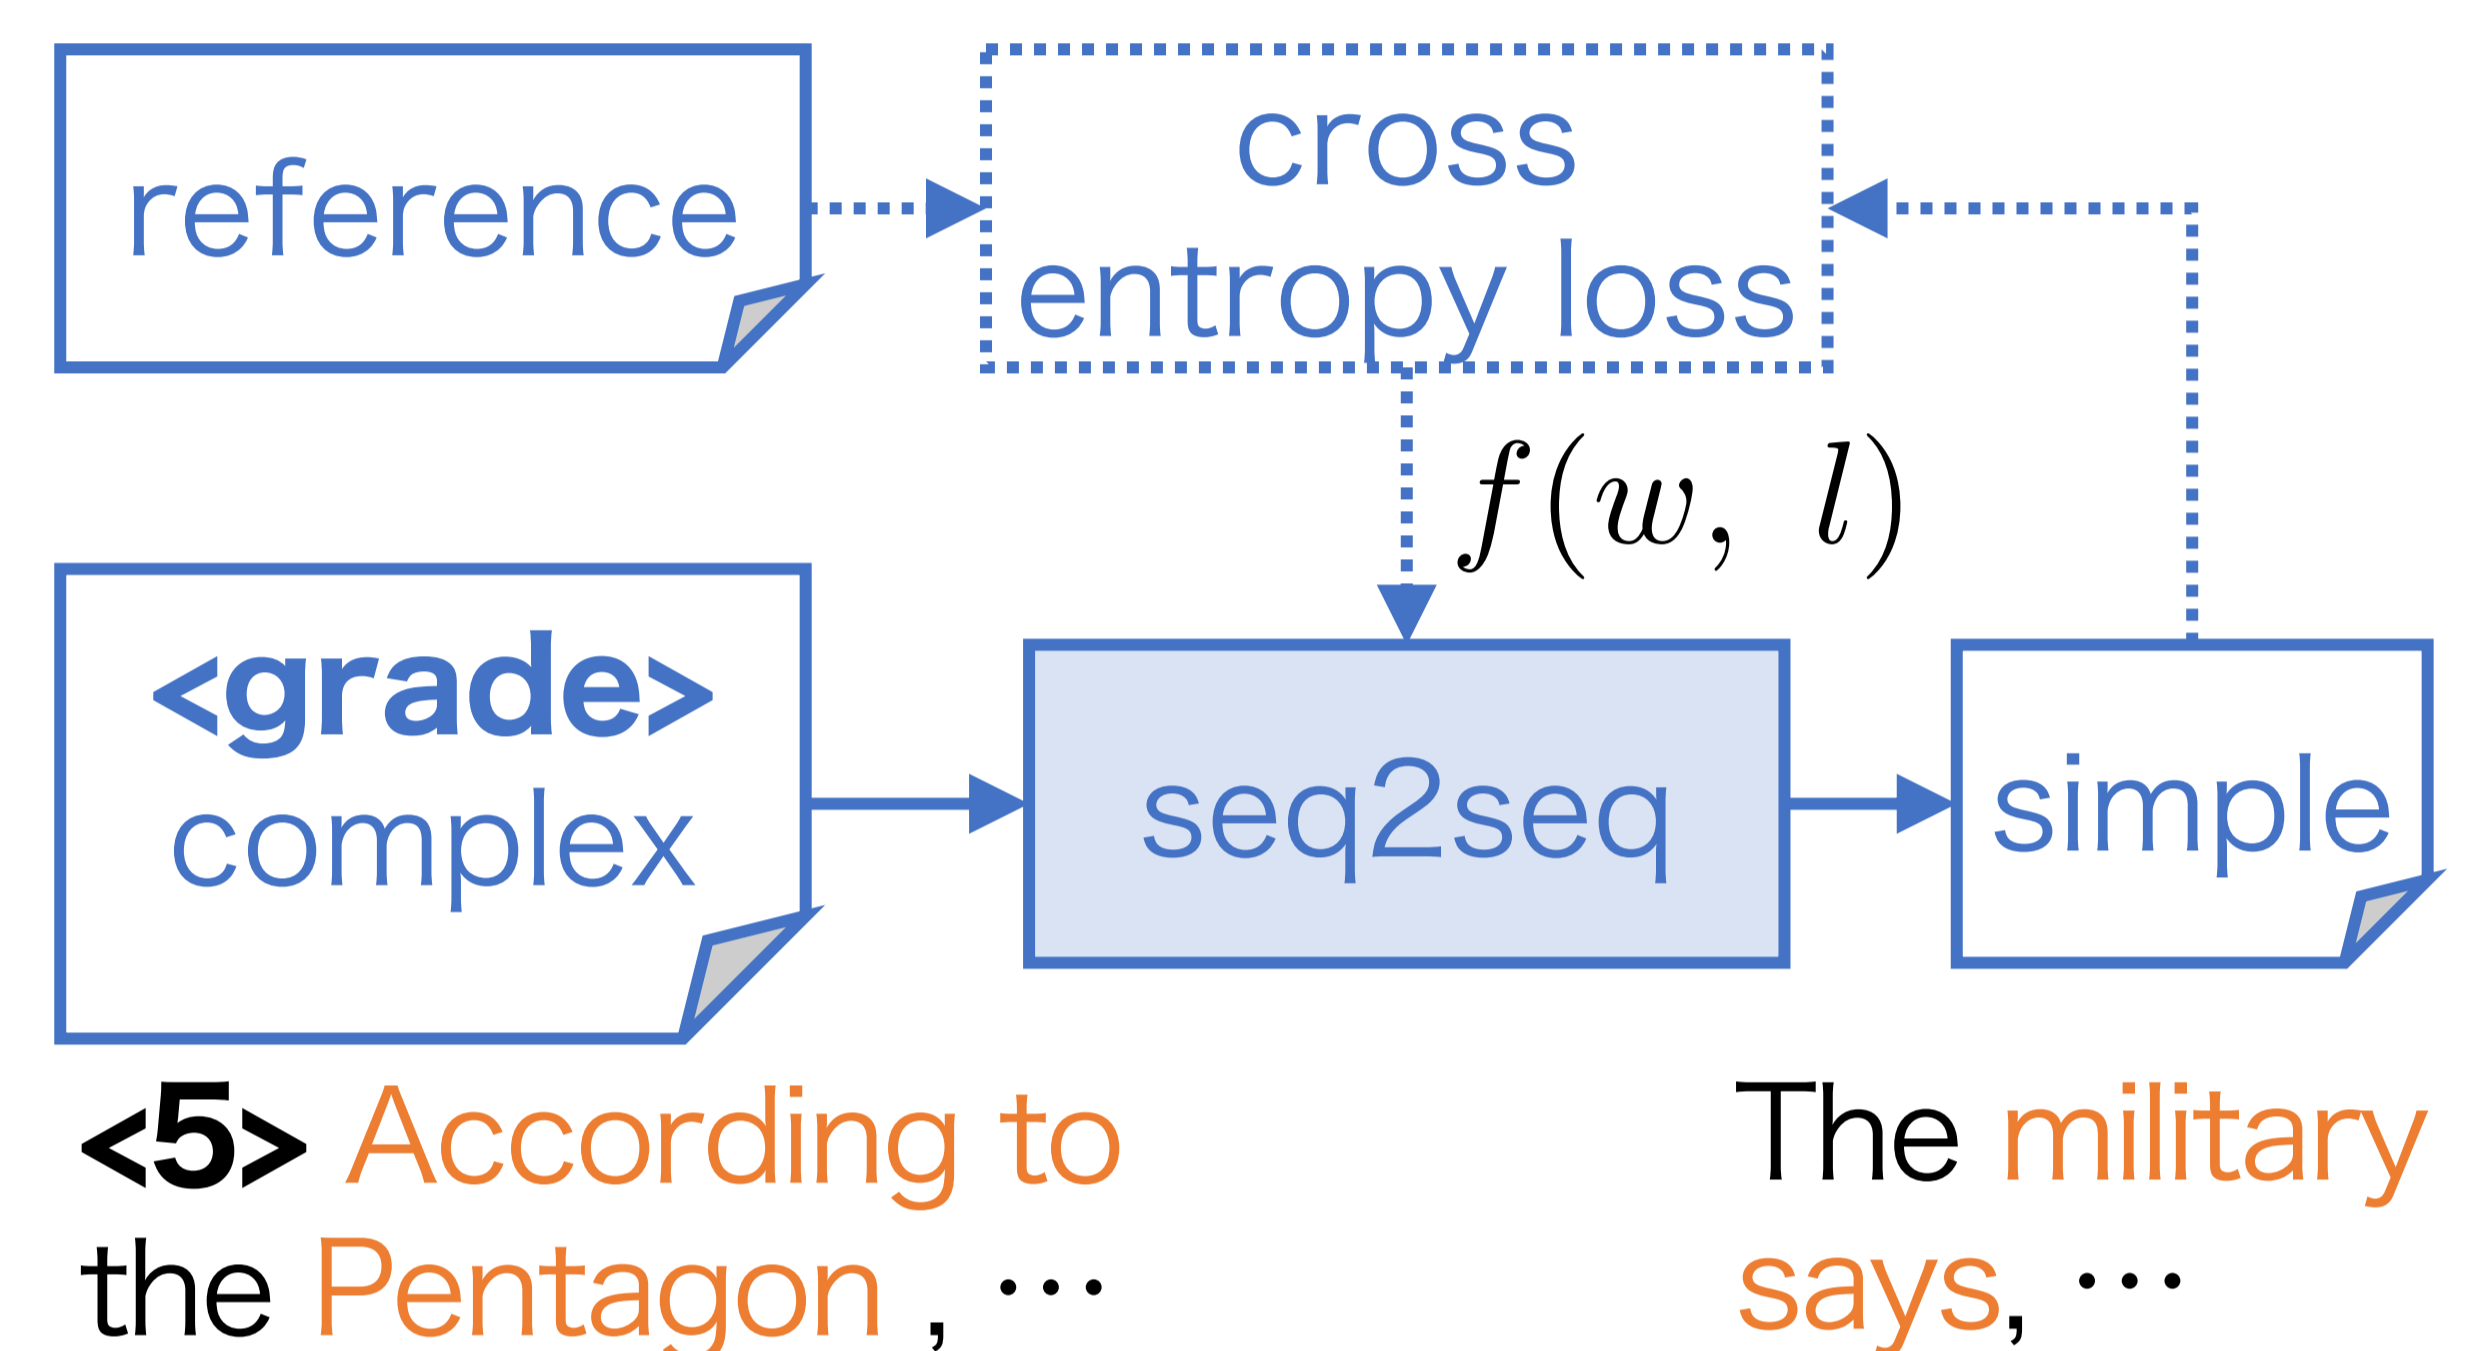 reference
cross
entropy loss
f(w, l)
<grade>
complex
seq2seq
simple
<5> According to
the Pentagon , ···
The military
says, ···